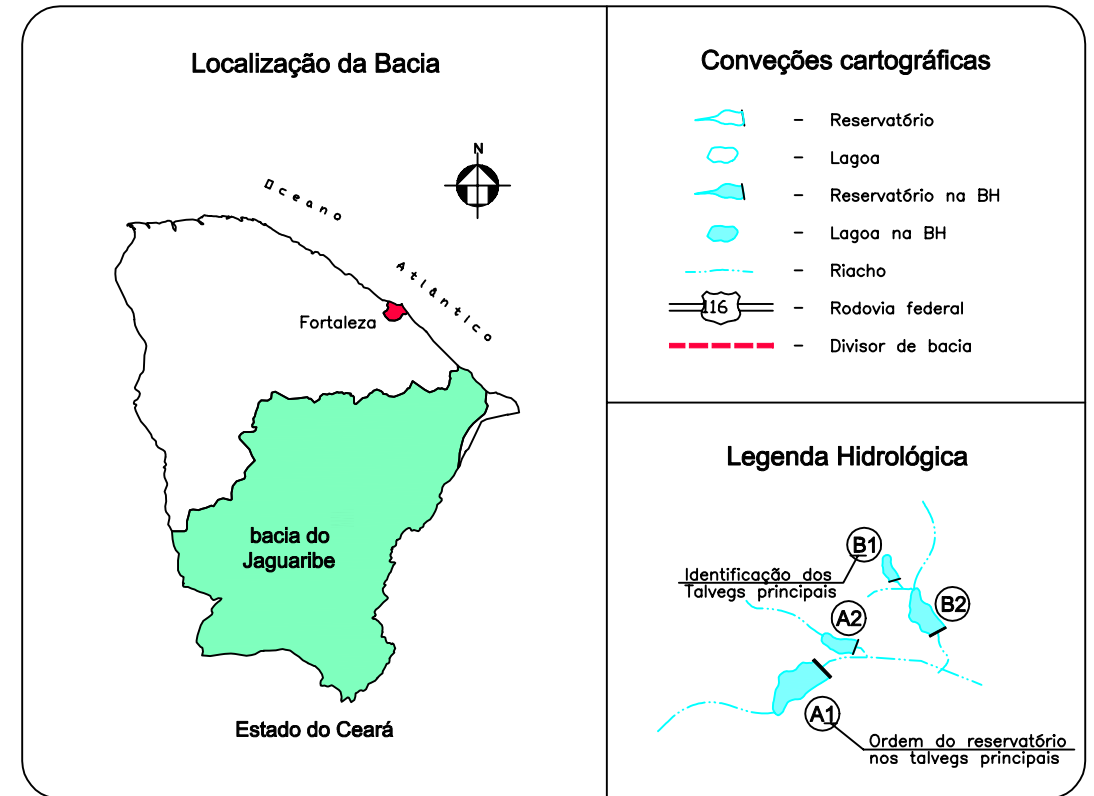 Localização da Bacia
N
Oceano
Atlântico
Fortaleza
bacia do
Jaguaribe
Estado do Ceará
Conveções cartográficas
- Reservatório
- Lagoa
- Reservatório na BH
- Lagoa na BH
- Riacho
116 - Rodovia federal
- Divisor de bacia
Legenda Hidrológica
B1
Identificação dos
Talvegs principais
B2
A2
A1
Ordem do reservatório
nos talvegs principais